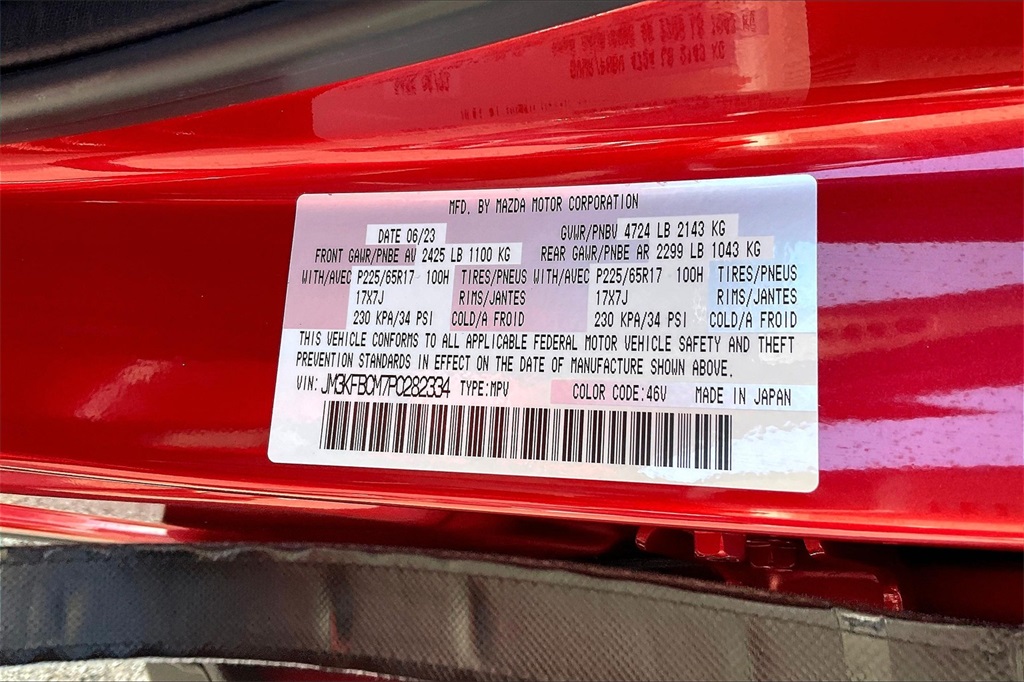 MFD. BY MAZDA MOTOR CORPORATION
DATE 06/23 GVWR/PNBV 4724 LB 2143 KG
FRONT GAWR/PNBE AV 2425 LB 1100 KG REAR GAWR/PNBE AR 2299 LB 1043 KG
WITH/AVEC P225/65R17 100H TIRES/PNEUS WITH/AVEC P225/65R17 100H TIRES/PNEUS
17X7J RIMS/JANTES 17X7J RIMS/JANTES
230 KPA/34 PSI COLD/A FROID 230 KPA/34 PSI COLD/A FROID
THIS VEHICLE CONFORMS TO ALL APPLICABLE FEDERAL MOTOR VEHICLE SAFETY AND THEFT
PREVENTION STANDARDS IN EFFECT ON THE DATE OF MANUFACTURE SHOWN ABOVE.
VIN: JM3KFBCM7P0282334 TYPE:MPV COLOR CODE:46V MADE IN JAPAN